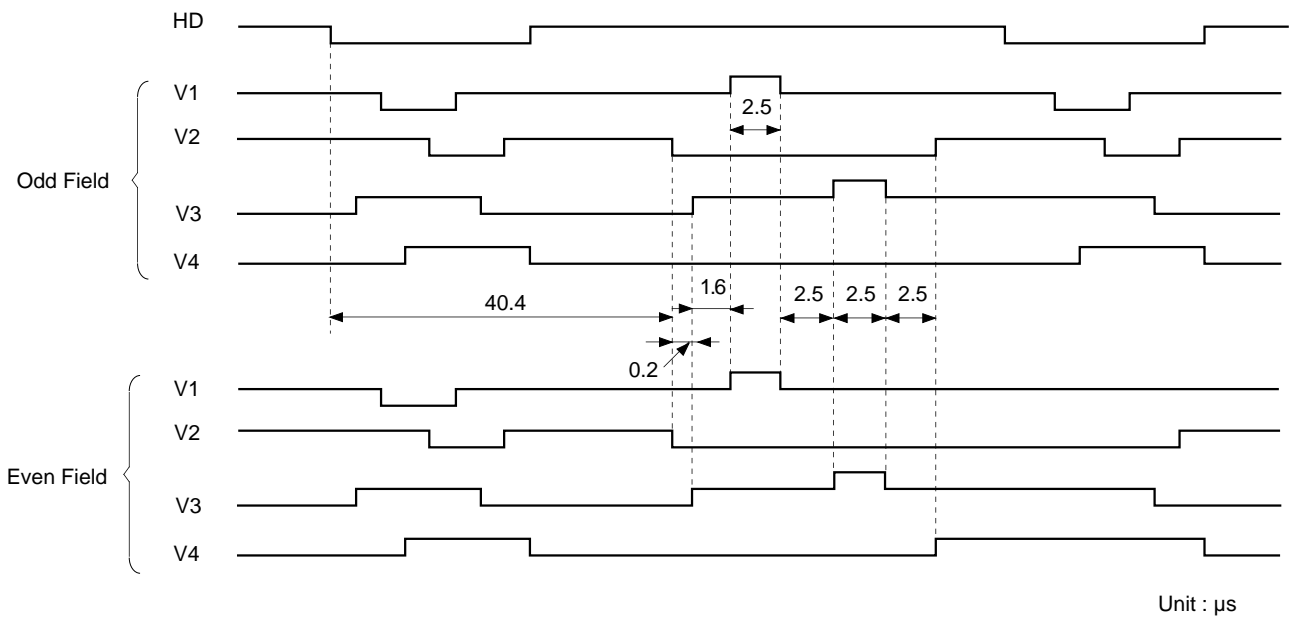 HD
V1
2.5
V2
Odd Field
V3
V4
1.6
2.5
2.5
2.5
40.4
0.2
V1
V2
Even Field
V3
V4
Unit : μs